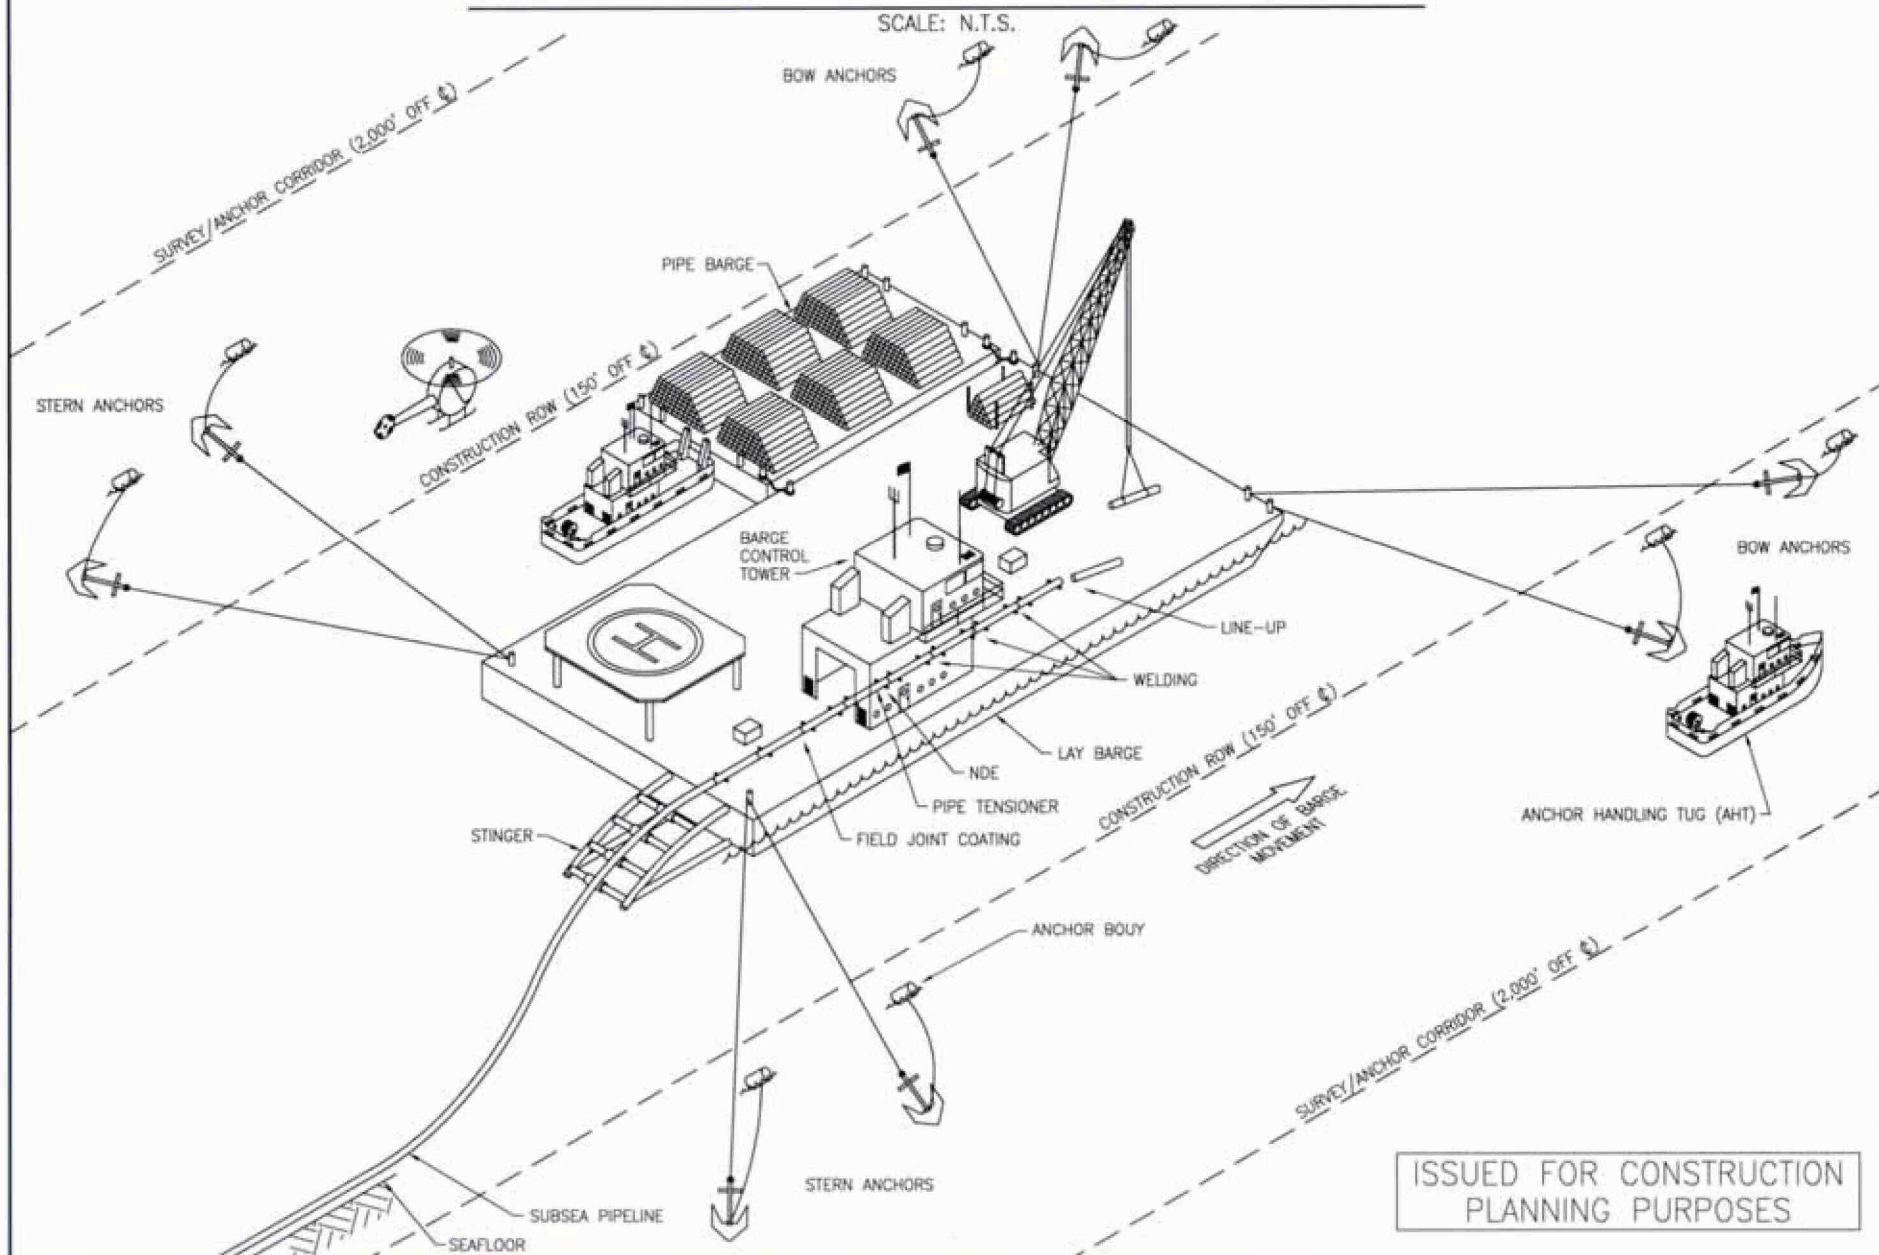 SCALE: N.T.S.
BOW ANCHORS
SURVEY/ANCHOR CORRIDOR (2,000' OFF ℄)
PIPE BARGE
CONSTRUCTION ROW (150' OFF ℄)
STERN ANCHORS
BARGE
CONTROL
TOWER
H
BOW ANCHORS
LINE-UP
WELDING
LAY BARGE
NDE
PIPE TENSIONER
FIELD JOINT COATING
STINGER
CONSTRUCTION ROW (150' OFF ℄)
DIRECTION OF BARGE
MOVEMENT
ANCHOR HANDLING TUG (AHT)
ANCHOR BOUY
SURVEY/ANCHOR CORRIDOR (2,000' OFF ℄)
STERN ANCHORS
SUBSEA PIPELINE
SEAFLOOR
ISSUED FOR CONSTRUCTION
PLANNING PURPOSES